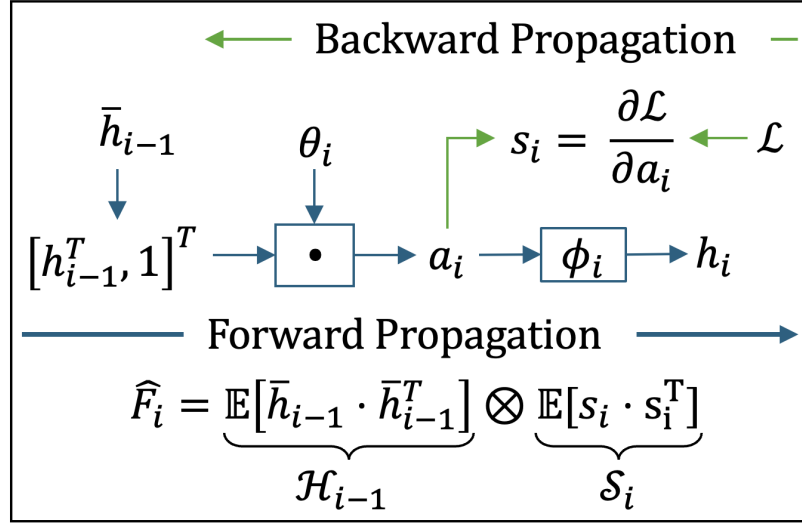 Backward Propagation
h̄_{i−1} θ_i s_i = ∂ℒ/∂a_i ℒ
[h_{i−1}^T, 1]^T • a_i ϕ_i h_i
Forward Propagation
F̂_i = 𝔼[h̄_{i−1} · h̄_{i−1}^T] ⊗ 𝔼[s_i · s_i^T]
ℋ_{i−1} 𝒮_i